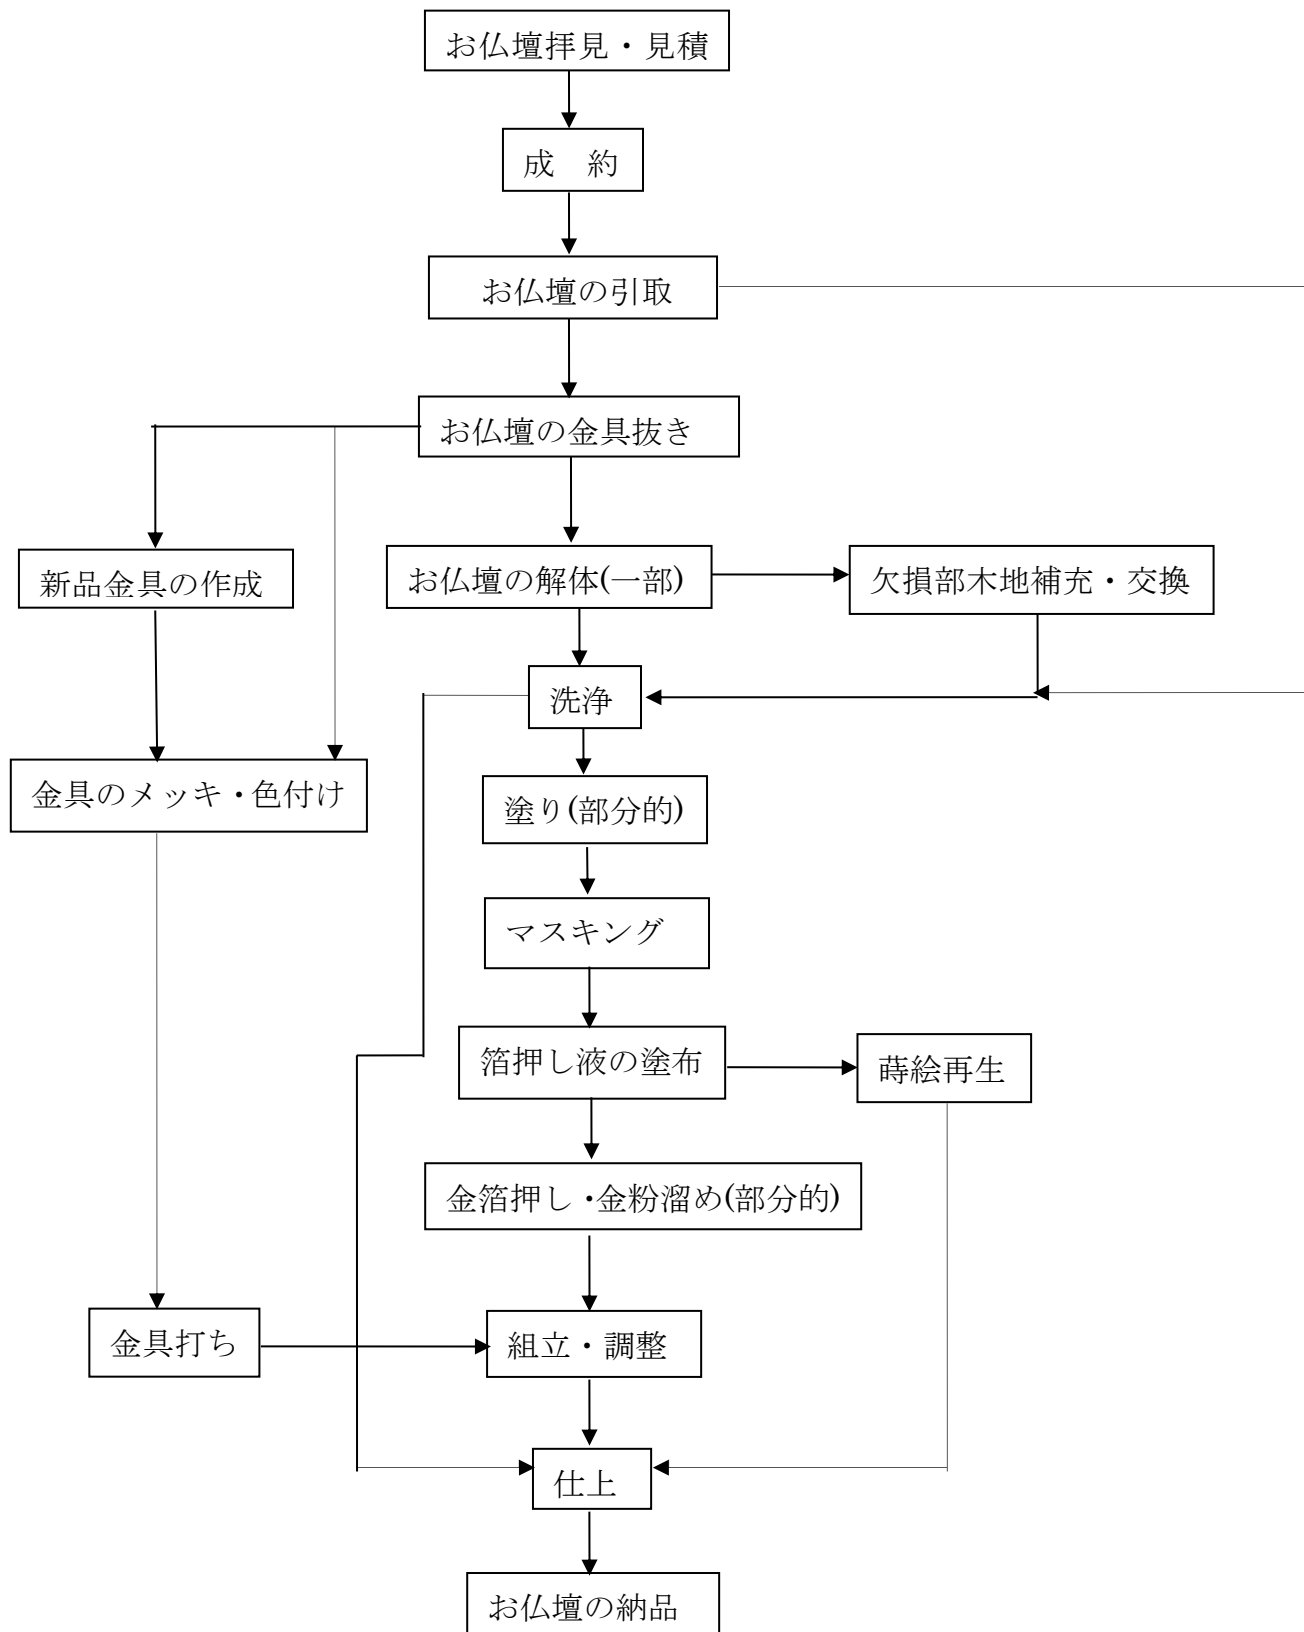 お仏壇拝見・見積
成　約
お仏壇の引取
お仏壇の金具抜き
新品金具の作成
お仏壇の解体(一部)
欠損部木地補充・交換
洗浄
金具のメッキ・色付け
塗り(部分的)
マスキング
箔押し液の塗布
蒔絵再生
金箔押し・金粉溜め(部分的)
金具打ち
組立・調整
仕上
お仏壇の納品